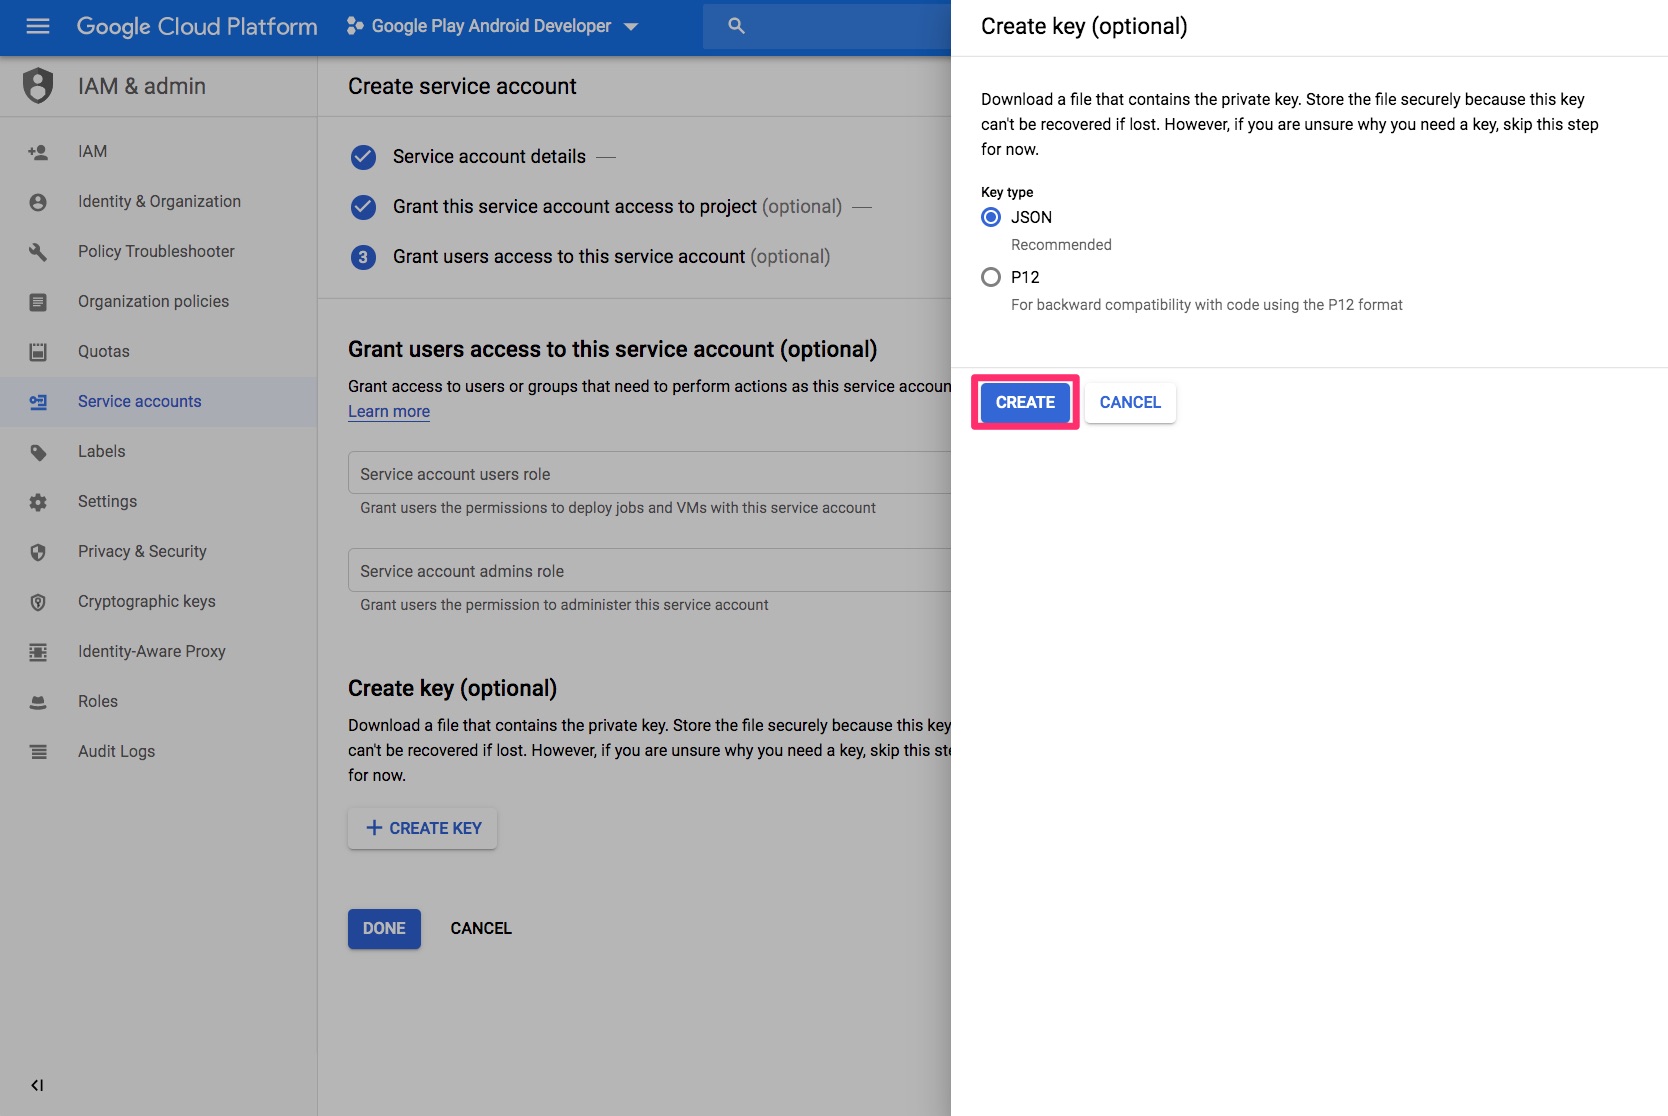 Google Cloud Platform
Google Play Android Developer
IAM & admin
IAM
Identity & Organization
Policy Troubleshooter
Organization policies
Quotas
Service accounts
Labels
Settings
Privacy & Security
Cryptographic keys
Identity-Aware Proxy
Roles
Audit Logs
Create service account
Service account details —
Grant this service account access to project (optional) —
3 Grant users access to this service account (optional)
Grant users access to this service account (optional)
Grant access to users or groups that need to perform actions as this service accoun
Learn more
Service account users role
Grant users the permissions to deploy jobs and VMs with this service account
Service account admins role
Grant users the permission to administer this service account
Create key (optional)
Download a file that contains the private key. Store the file securely because this key
can't be recovered if lost. However, if you are unsure why you need a key, skip this ste
for now.
+ CREATE KEY
DONE CANCEL
Create key (optional)
Download a file that contains the private key. Store the file securely because this key
can't be recovered if lost. However, if you are unsure why you need a key, skip this step
for now.
Key type
JSON
Recommended
P12
For backward compatibility with code using the P12 format
CREATE CANCEL